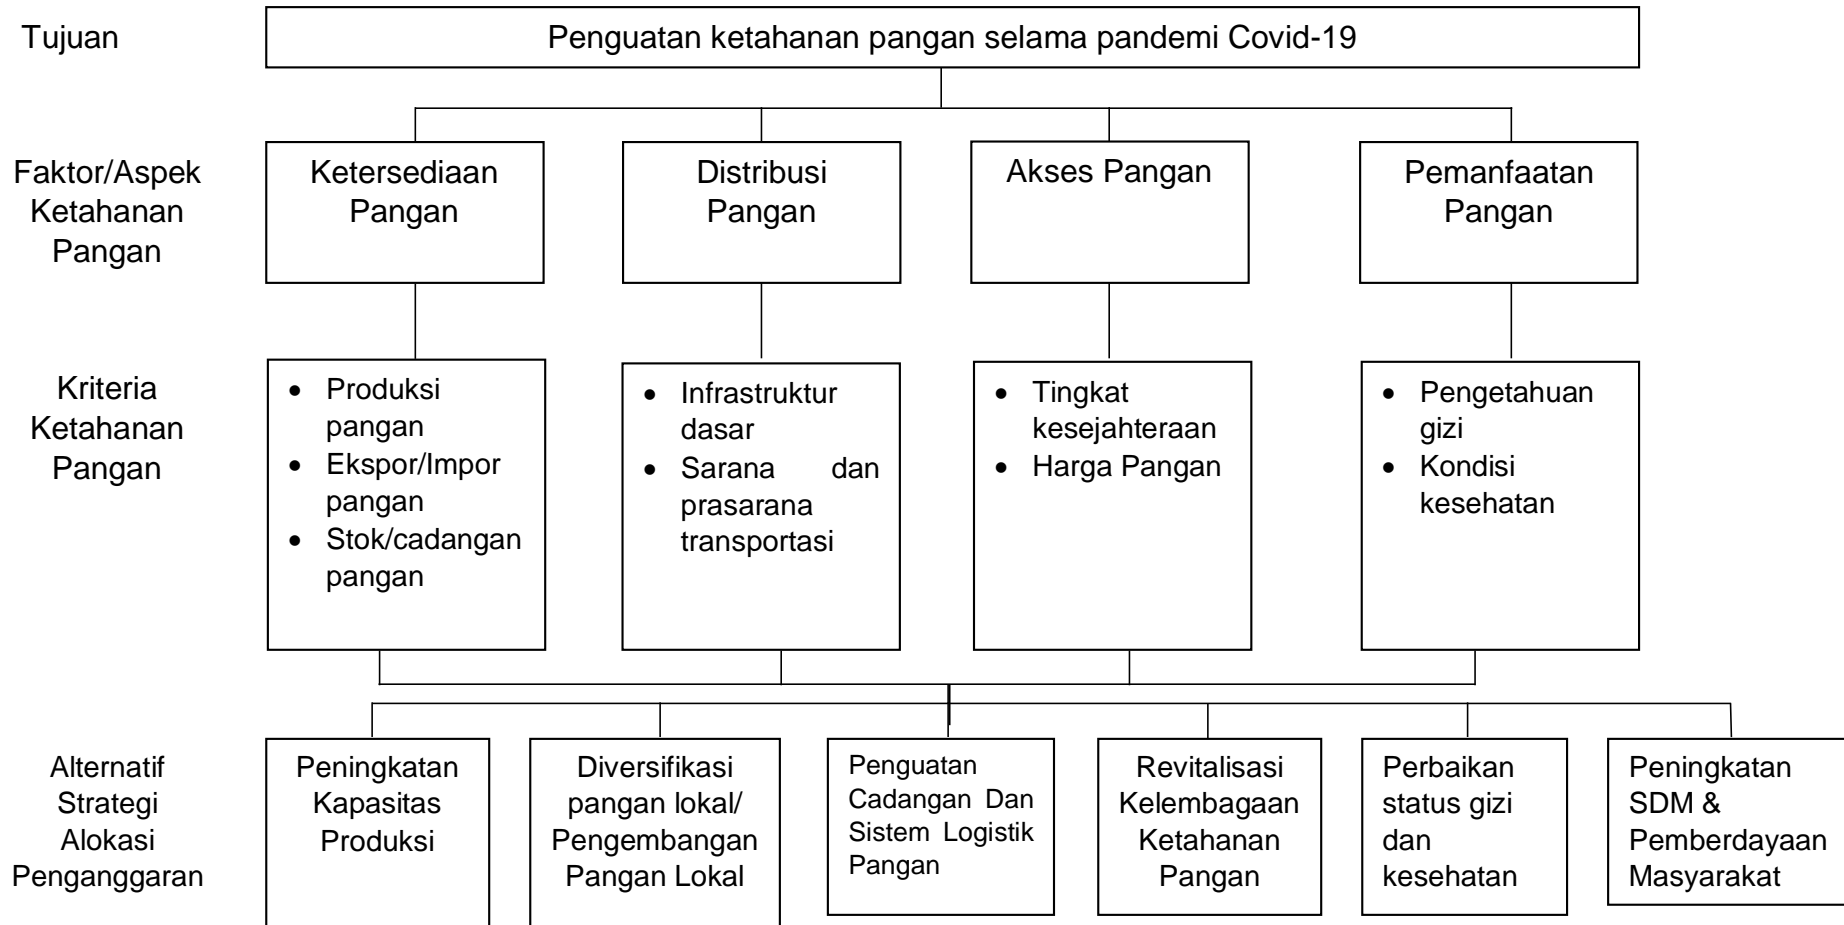 Tujuan
Penguatan ketahanan pangan selama pandemi Covid-19
Faktor/Aspek
Ketahanan
Pangan
Ketersediaan
Pangan
Distribusi
Pangan
Akses Pangan
Pemanfaatan
Pangan
Kriteria
Ketahanan
Pangan
• Produksi
pangan
• Ekspor/Impor
pangan
• Stok/cadangan
pangan
• Infrastruktur
dasar
• Sarana dan
prasarana
transportasi
• Tingkat
kesejahteraan
• Harga Pangan
• Pengetahuan
gizi
• Kondisi
kesehatan
Alternatif
Strategi
Alokasi
Penganggaran
Peningkatan
Kapasitas
Produksi
Diversifikasi
pangan lokal/
Pengembangan
Pangan Lokal
Penguatan
Cadangan Dan
Sistem Logistik
Pangan
Revitalisasi
Kelembagaan
Ketahanan
Pangan
Perbaikan
status gizi
dan
kesehatan
Peningkatan
SDM &
Pemberdayaan
Masyarakat